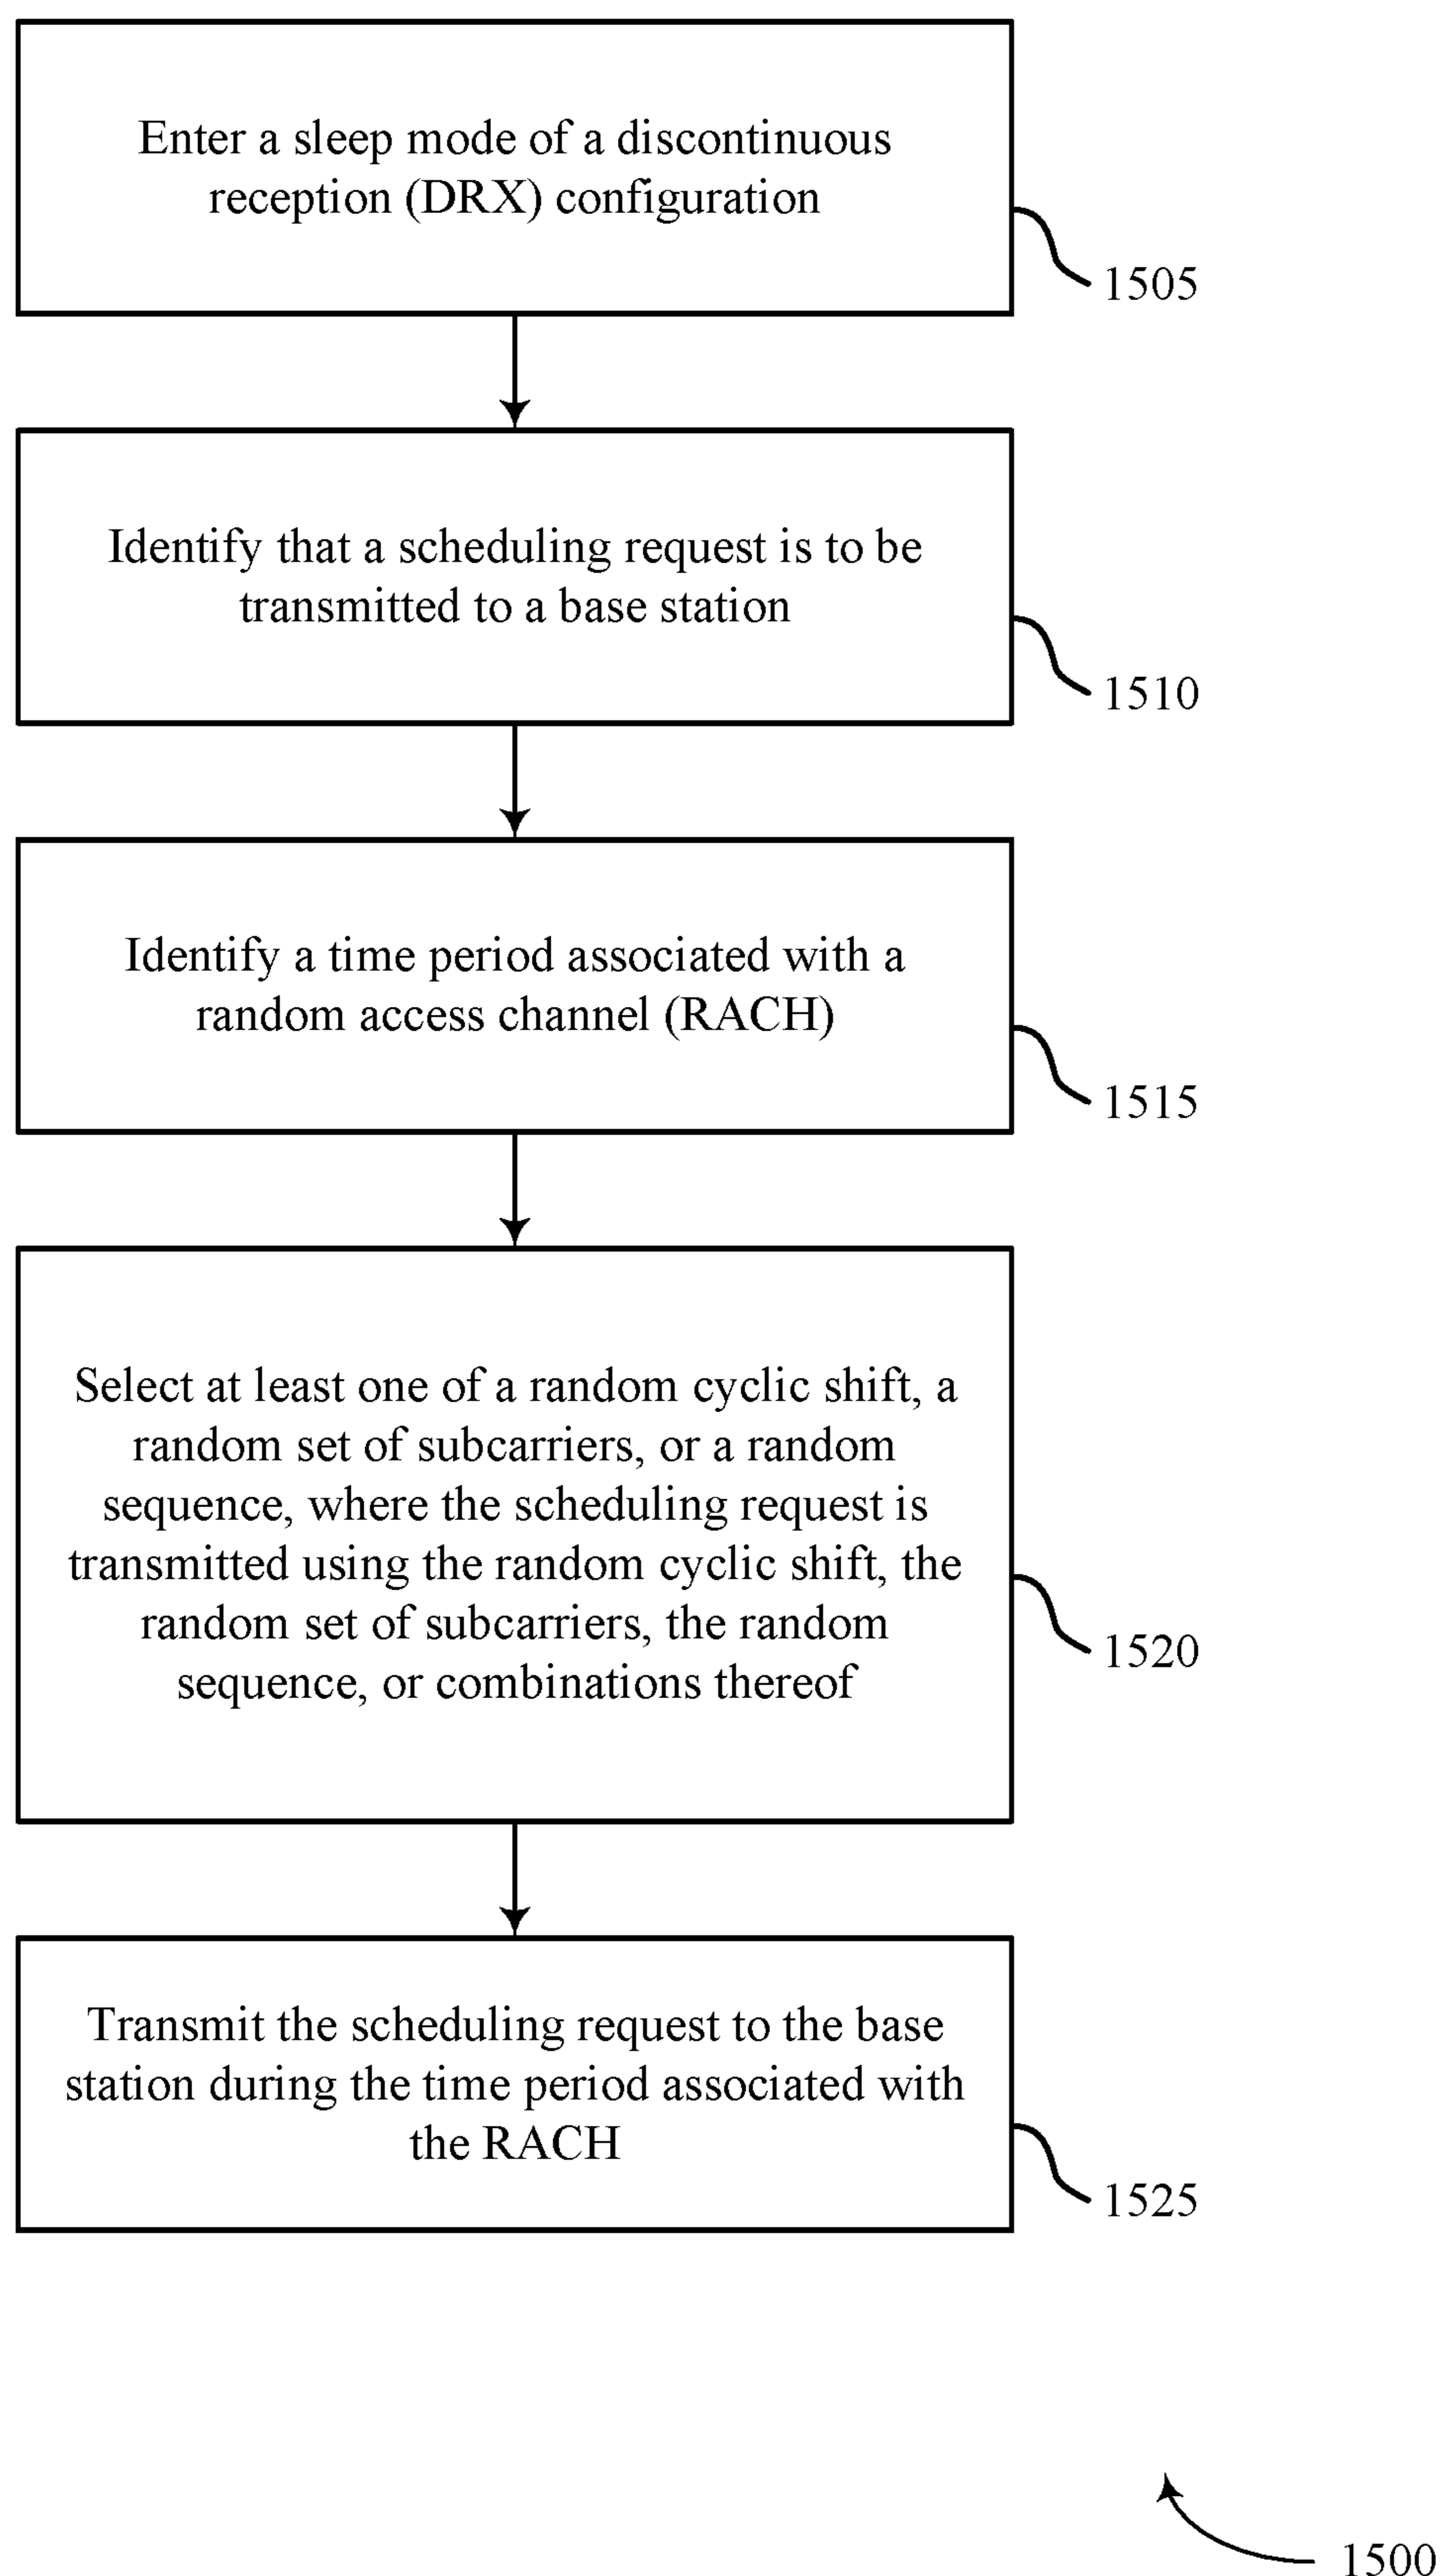 Enter a sleep mode of a discontinuous
reception (DRX) configuration
1505
Identify that a scheduling request is to be
transmitted to a base station
1510
Identify a time period associated with a
random access channel (RACH)
1515
Select at least one of a random cyclic shift, a
random set of subcarriers, or a random
sequence, where the scheduling request is
transmitted using the random cyclic shift, the
random set of subcarriers, the random
sequence, or combinations thereof
1520
Transmit the scheduling request to the base
station during the time period associated with
the RACH
1525
1500